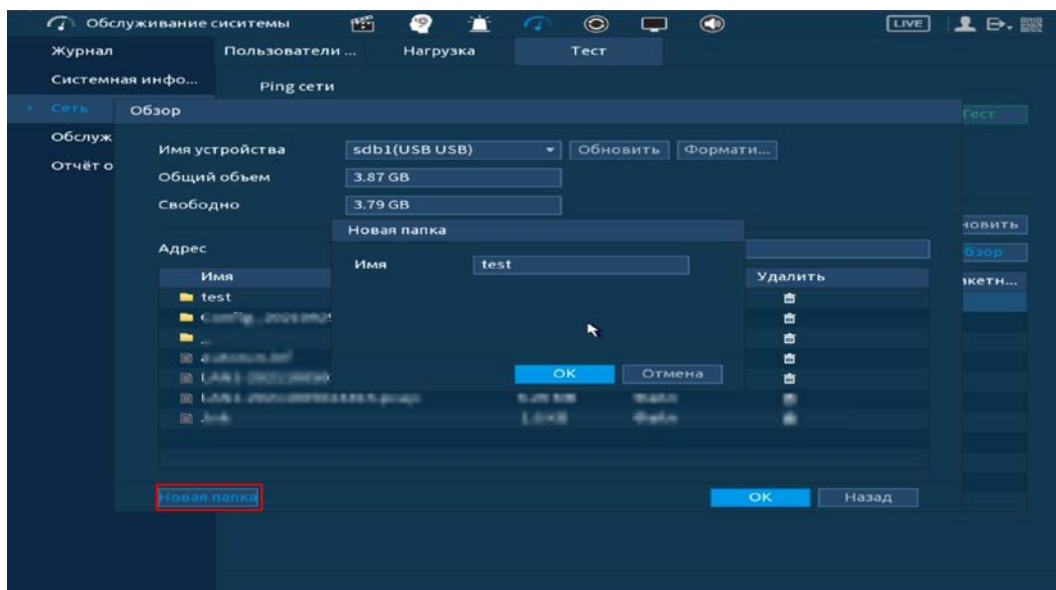 Обслуживание сиситемы
LIVE
Журнал
Пользователи ...
Нагрузка
Тест
Системная инфо...
Ping сети
Сеть
Обзор
Тест
Обслуж
Имя устройства
sdb1(USB USB)
Обновить
Формати...
Отчёт о
Общий объем
3.87 GB
Свободно
3.79 GB
новить
Новая папка
Адрес
бзор
Имя
test
Имя
Удалить
акетн...
test
..
OK
Отмена
Новая папка
OK
Назад